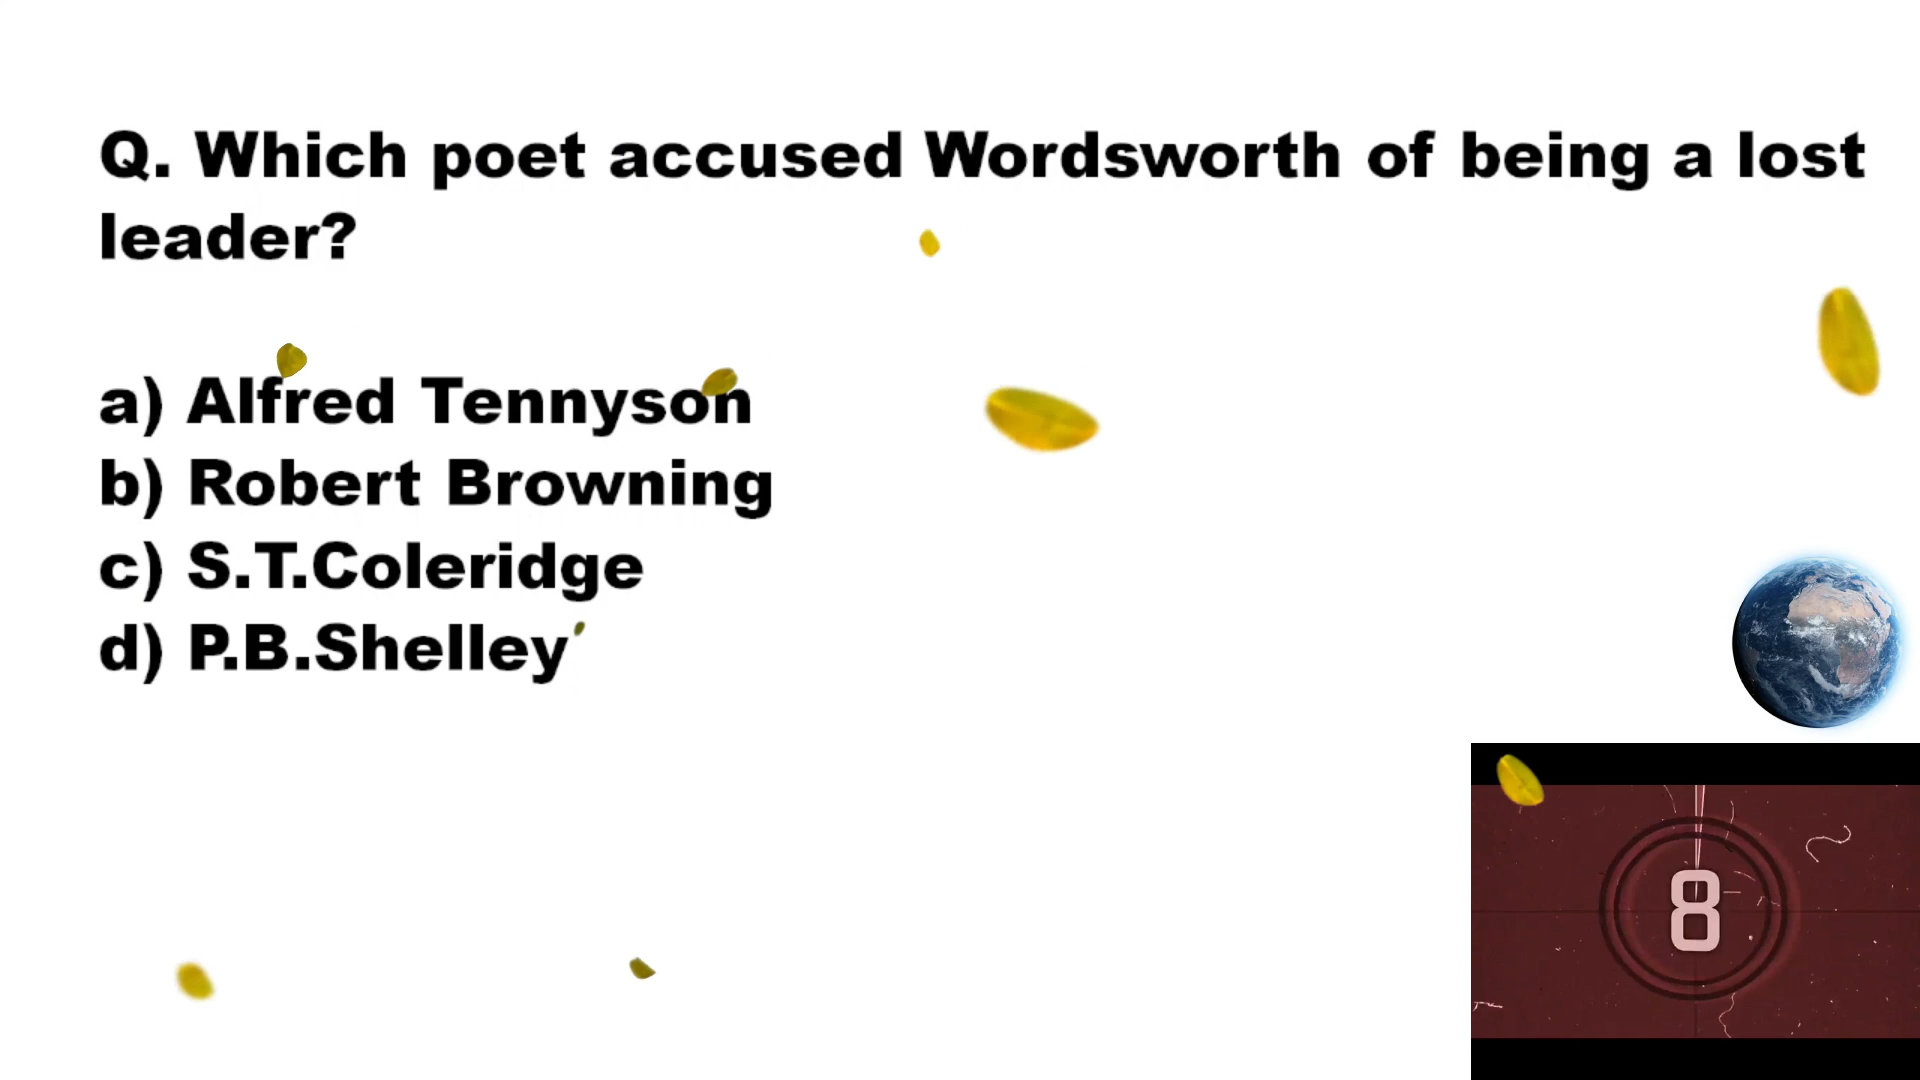 Q. Which poet accused Wordsworth of being a lost
leader?
a) Alfred Tennyson
b) Robert Browning
c) S.T.Coleridge
d) P.B.Shelley
8